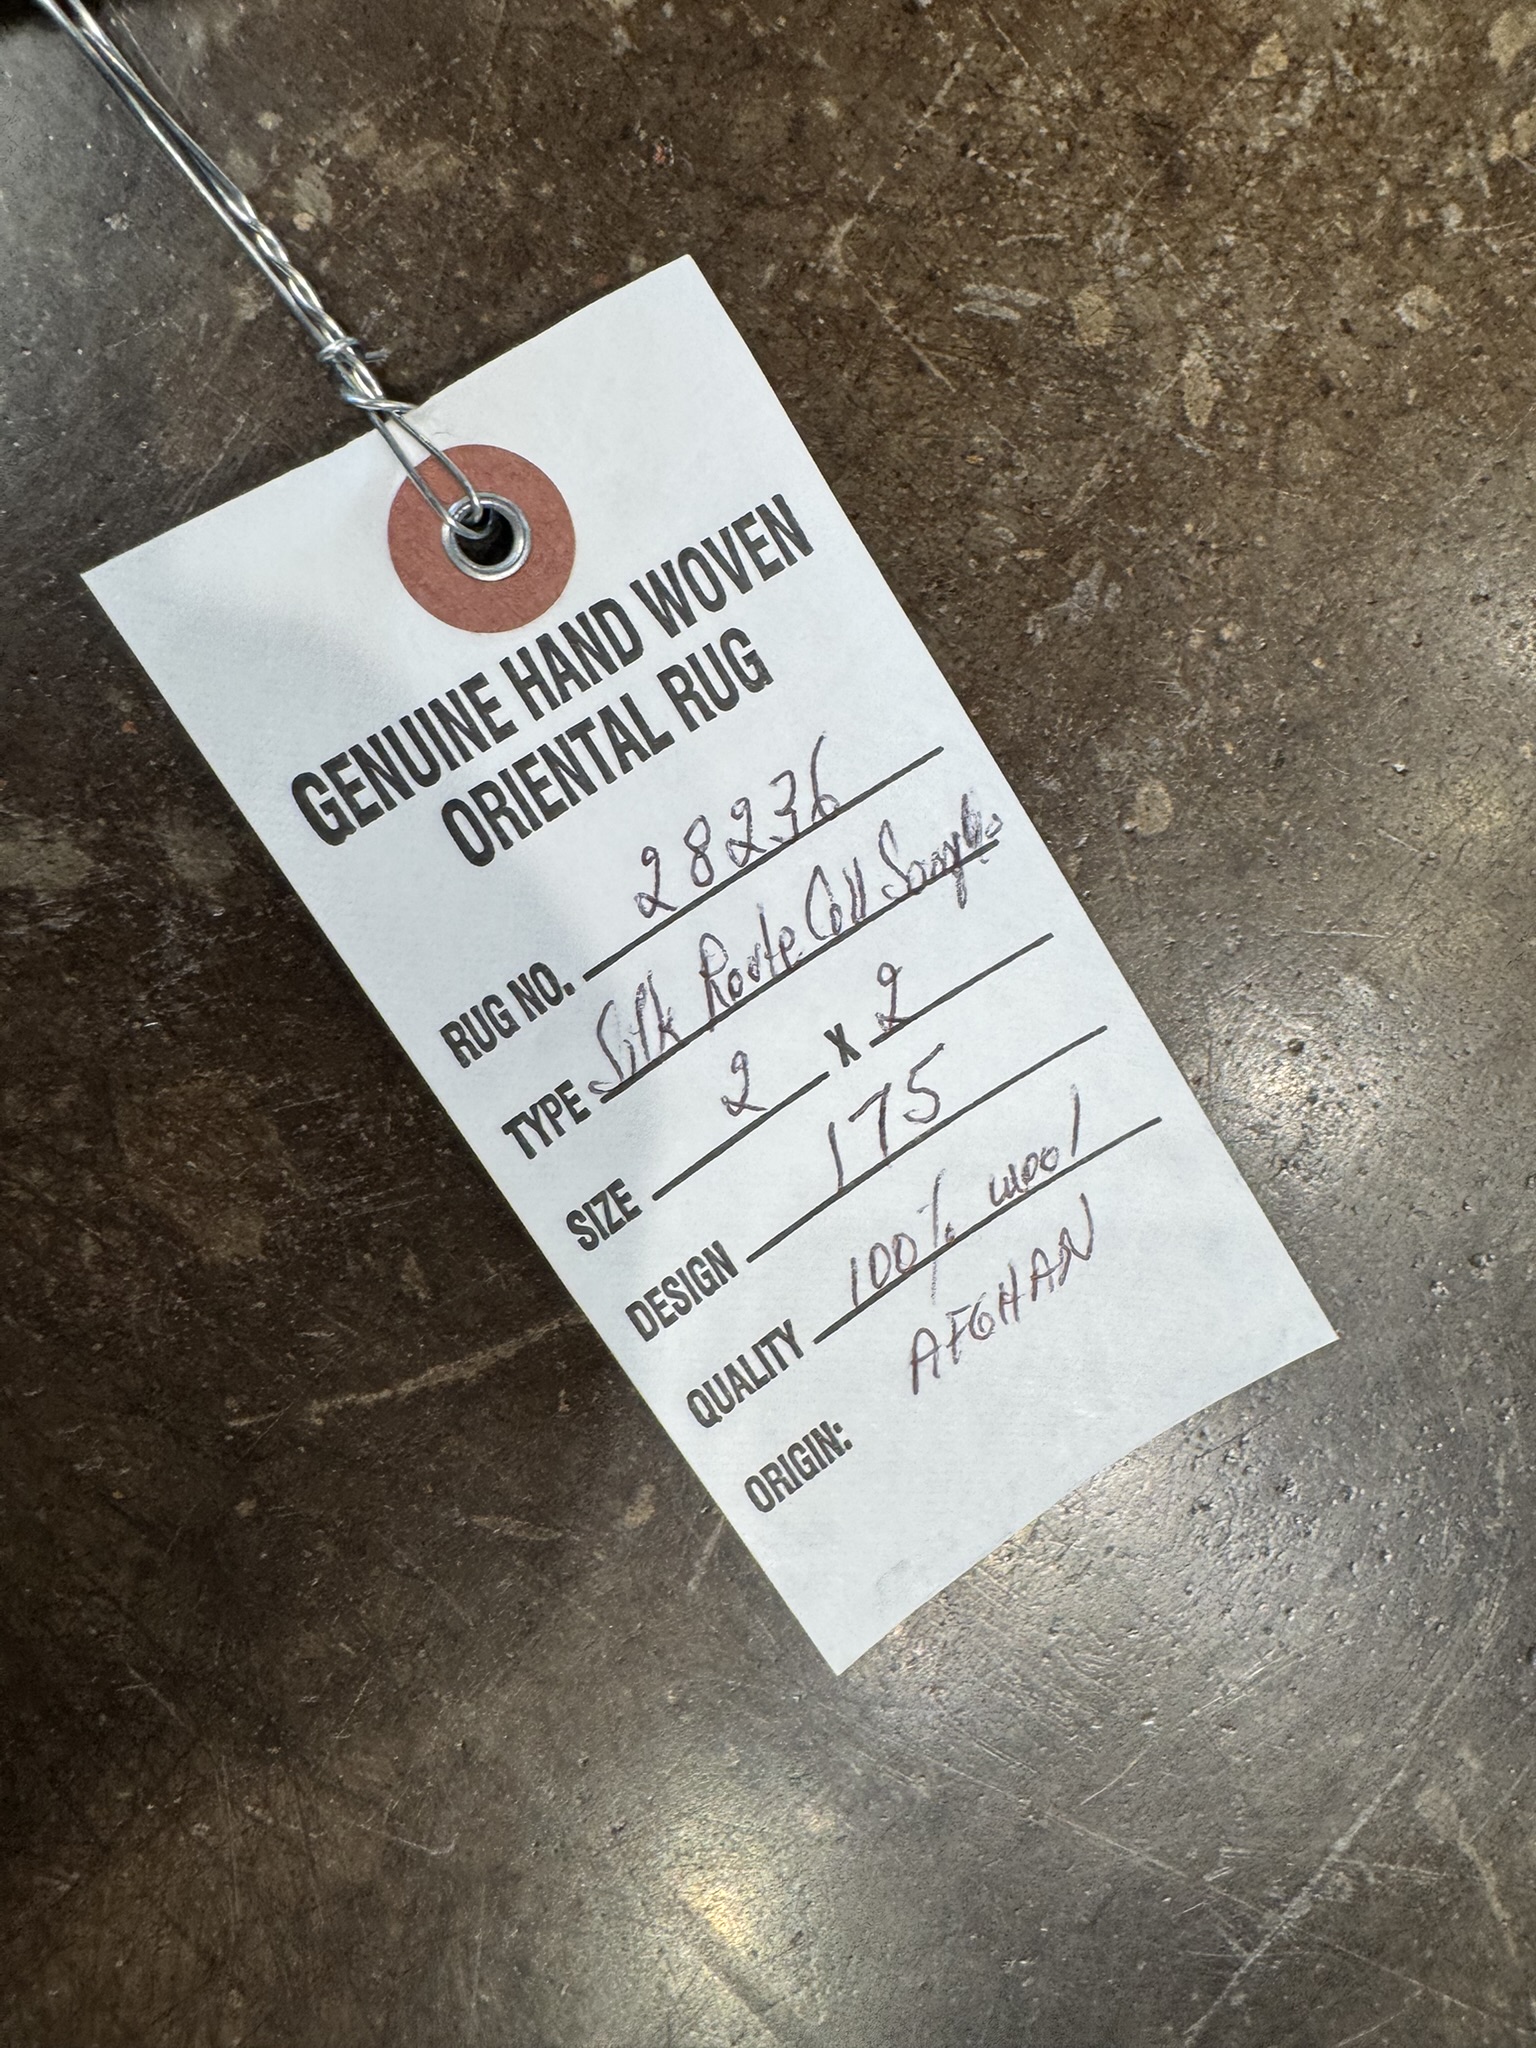 GENUINE HAND WOVEN
ORIENTAL RUG
RUG NO. 28236
TYPE Silk Route Coll Sample
SIZE 2 X 2
DESIGN 175
QUALITY 100% wool
ORIGIN: AFGHAN